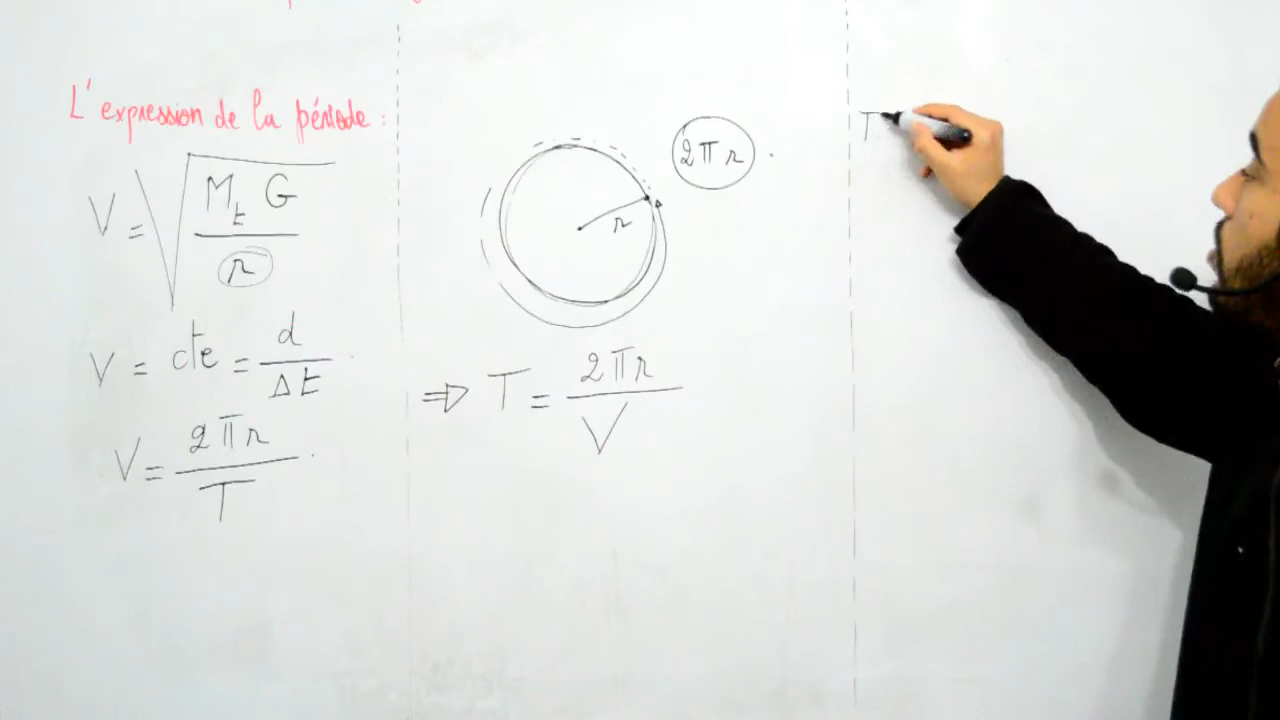 L'expression de la période :
V = √(M_t G / r)
V = cte = d / Δt
V = 2πr / T
2πr
r
⇒ T = 2πr / V
T